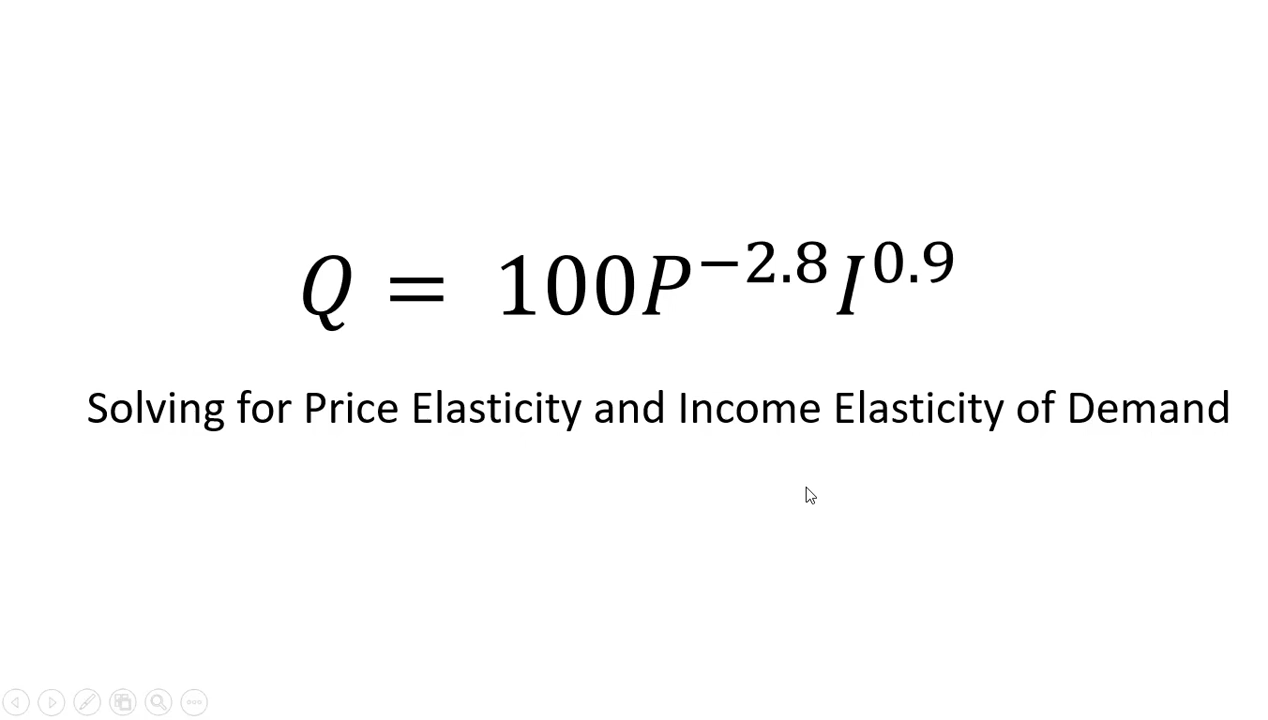 Q = 100P^{-2.8}I^{0.9}
Solving for Price Elasticity and Income Elasticity of Demand